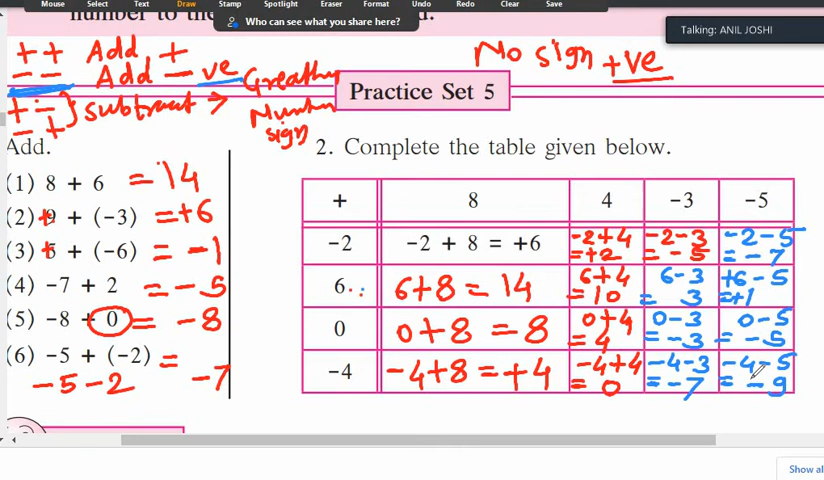 Mouse Select Text Draw Stamp Spotlight Eraser Format Undo Redo Clear Save
number to the
Who can see what you share here?
d.
Talking: ANIL JOSHI
+ + Add +
- - Add - ve
+ - } subtract → Greather
- +
Number
sign
No sign +ve
Practice Set 5
Add.
(1) 8 + 6 = 14
(2) +9 + (-3) = +6
(3) +5 + (-6) = -1
(4) -7 + 2 = -5
(5) -8 + 0 = -8
(6) -5 + (-2) =
-5-2 -7
2. Complete the table given below.
+ 8 4 -3 -5
-2 -2 + 8 = +6 -2+4 = +2 -2-3 = -5 -2-5 = -7
6 6+8 = 14 6+4 = 10 6-3 = 3 +6-5 = +1
0 0+8 = 8 0+4 = 4 0-3 = -3 0-5 = -5
-4 -4+8 = +4 -4+4 = 0 -4-3 = -7 -4-5 = -9
Show al